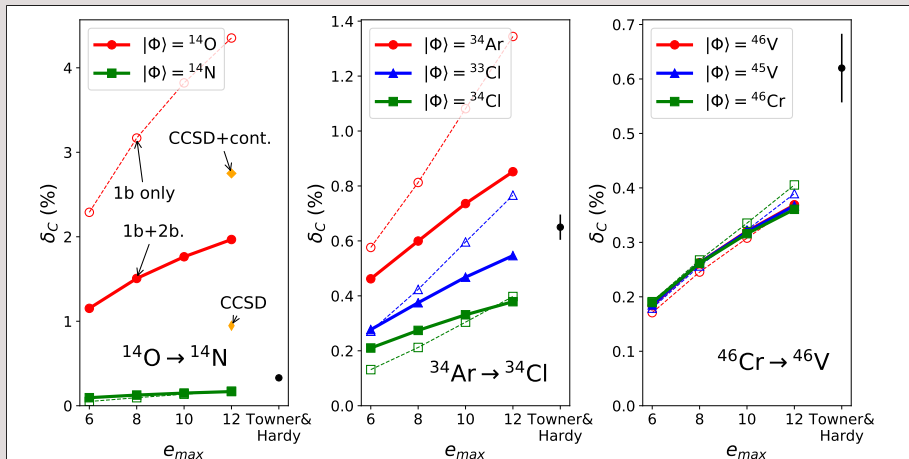 δ_C (%)
4
3
2
1
0
|Φ⟩ = ¹⁴O
|Φ⟩ = ¹⁴N
CCSD+cont.
1b only
1b+2b.
CCSD
¹⁴O → ¹⁴N
6 8 10 12 Towner&
Hardy
e_max
δ_C (%)
1.4
1.2
1.0
0.8
0.6
0.4
0.2
0.0
|Φ⟩ = ³⁴Ar
|Φ⟩ = ³³Cl
|Φ⟩ = ³⁴Cl
³⁴Ar → ³⁴Cl
6 8 10 12 Towner&
Hardy
e_max
δ_C (%)
0.7
0.6
0.5
0.4
0.3
0.2
0.1
0.0
|Φ⟩ = ⁴⁶V
|Φ⟩ = ⁴⁵V
|Φ⟩ = ⁴⁶Cr
⁴⁶Cr → ⁴⁶V
6 8 10 12 Towner&
Hardy
e_max